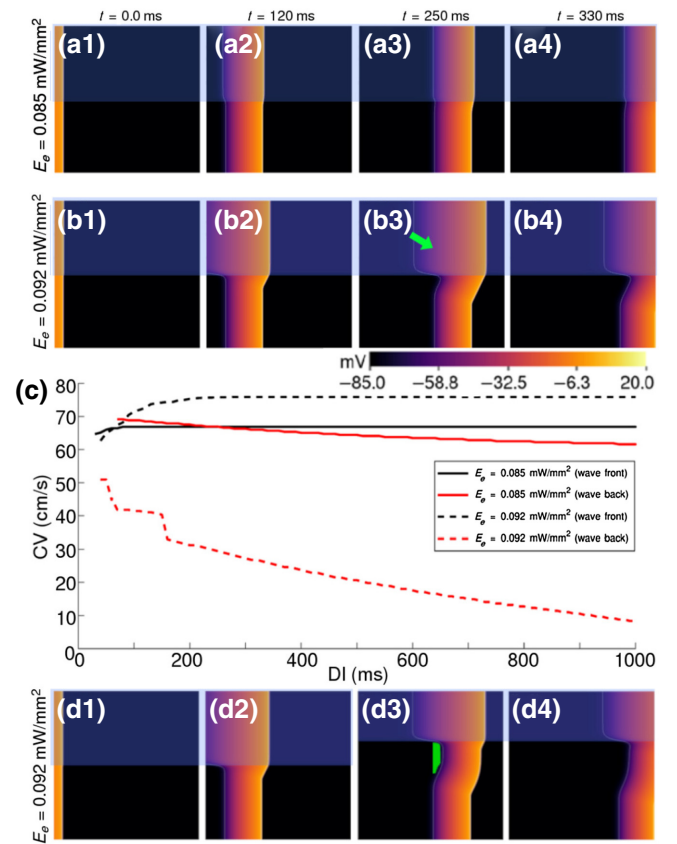 t = 0.0 ms t = 120 ms t = 250 ms t = 330 ms
Ee = 0.085 mW/mm²
(a1) (a2) (a3) (a4)
Ee = 0.092 mW/mm²
(b1) (b2) (b3) (b4)
mV
−85.0 −58.8 −32.5 −6.3 20.0
(c)
CV (cm/s)
80
70
60
50
40
30
20
10
0
Ee = 0.085 mW/mm² (wave front)
Ee = 0.085 mW/mm² (wave back)
Ee = 0.092 mW/mm² (wave front)
Ee = 0.092 mW/mm² (wave back)
0 200 400 600 800 1000
DI (ms)
Ee = 0.092 mW/mm²
(d1) (d2) (d3) (d4)